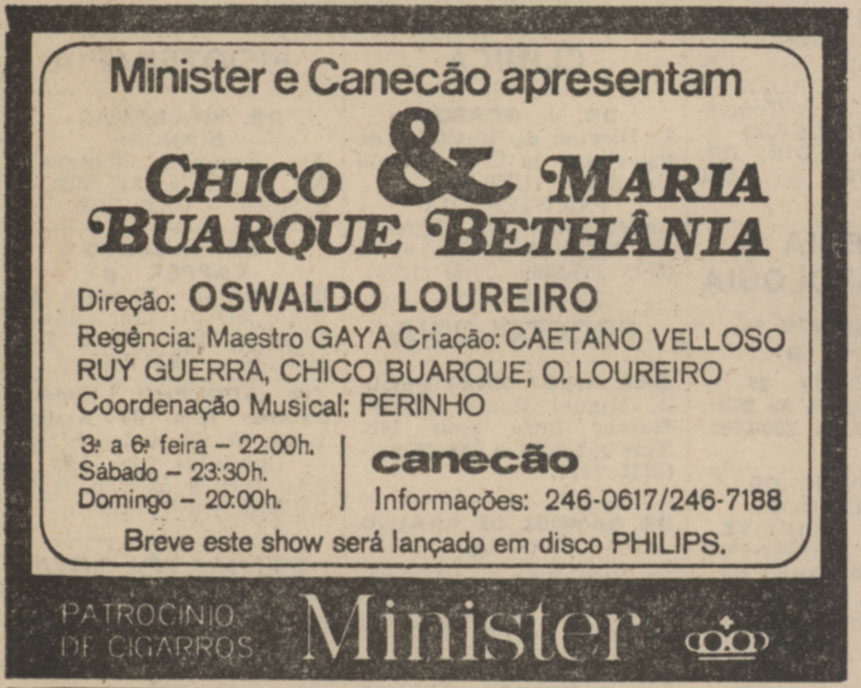 Minister e Canecão apresentam
CHICO & MARIA
BUARQUE BETHÂNIA
Direção: OSWALDO LOUREIRO
Regência: Maestro GAYA Criação: CAETANO VELLOSO
RUY GUERRA, CHICO BUARQUE, O. LOUREIRO
Coordenação Musical: PERINHO
3ª a 6ª feira – 22:00h.
Sábado – 23:30h.
Domingo – 20:00h.
canecão
Informações: 246-0617/246-7188
Breve este show será lançado em disco PHILIPS.
PATROCÍNIO
DE CIGARROS
Minister